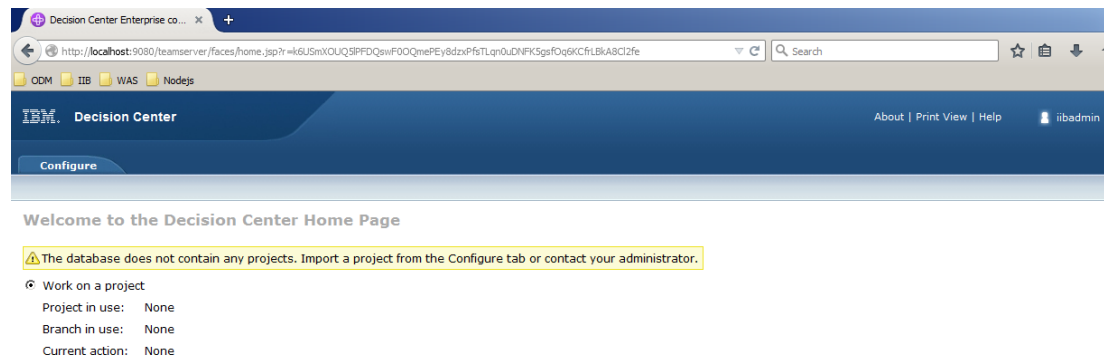 Decision Center Enterprise co... × +
http://localhost:9080/teamserver/faces/home.jsp?r=k6USmXOUQ5lPFDQswF0OQmePEy8dzxPfsTLqn0uDNFK5gsfOq6KCfrLBkA8Cl2fe Search
ODM IIB WAS Nodejs
IBM. Decision Center About | Print View | Help iibadmin
Configure
Welcome to the Decision Center Home Page
The database does not contain any projects. Import a project from the Configure tab or contact your administrator.
Work on a project
Project in use: None
Branch in use: None
Current action: None